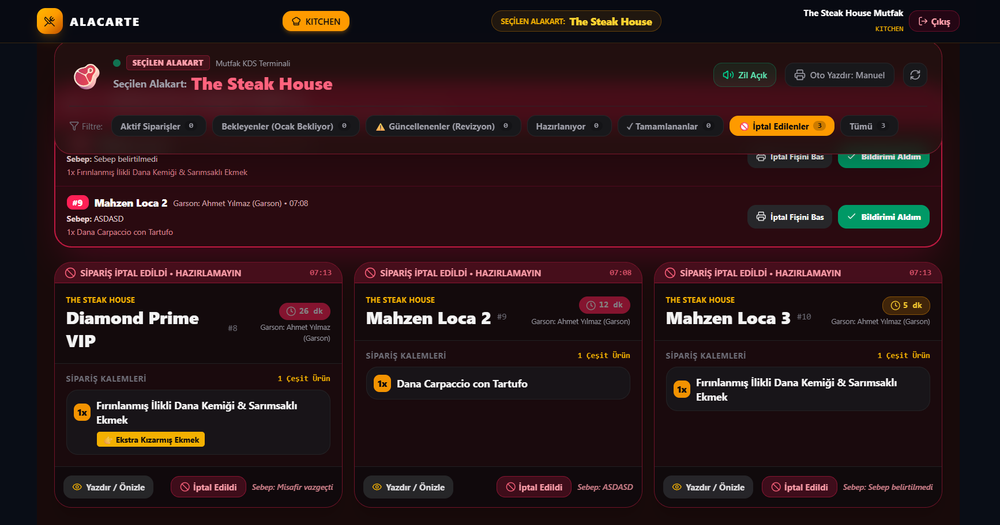 ALACARTE
KITCHEN
SEÇİLEN ALAKART: The Steak House
The Steak House Mutfak
KITCHEN
Çıkış
SEÇİLEN ALAKART Mutfak KDS Terminali
Seçilen Alakart: The Steak House
Zil Açık
Oto Yazdır: Manuel
Filtre:
Aktif Siparişler 0
Bekleyenler (Ocak Bekliyor) 0
Güncellenenler (Revizyon) 0
Hazırlanıyor 0
✓ Tamamlananlar 0
İptal Edilenler 3
Tümü 3
Sebep: Sebep belirtilmedi
1x Fırınlanmış İlikli Dana Kemiği & Sarımsaklı Ekmek
İptal Fişini Bas
Bildirimi Aldım
#9 Mahzen Loca 2 Garson: Ahmet Yılmaz (Garson) • 07:08
Sebep: ASDASD
1x Dana Carpaccio con Tartufo
İptal Fişini Bas
Bildirimi Aldım
SİPARİŞ İPTAL EDİLDİ • HAZIRLAMAYIN 07:13
THE STEAK HOUSE
Diamond Prime
VIP
#8
26 dk
Garson: Ahmet Yılmaz
(Garson)
SİPARİŞ KALEMLERİ 1 Çeşit Ürün
1x Fırınlanmış İlikli Dana Kemiği & Sarımsaklı
Ekmek
Ekstra Kızarmış Ekmek
Yazdır / Önizle
İptal Edildi
Sebep: Misafir vazgeçti
SİPARİŞ İPTAL EDİLDİ • HAZIRLAMAYIN 07:08
THE STEAK HOUSE
Mahzen Loca 2 #9
12 dk
Garson: Ahmet Yılmaz (Garson)
SİPARİŞ KALEMLERİ 1 Çeşit Ürün
1x Dana Carpaccio con Tartufo
Yazdır / Önizle
İptal Edildi
Sebep: ASDASD
SİPARİŞ İPTAL EDİLDİ • HAZIRLAMAYIN 07:13
THE STEAK HOUSE
Mahzen Loca 3 #10
5 dk
Garson: Ahmet Yılmaz (Garson)
SİPARİŞ KALEMLERİ 1 Çeşit Ürün
1x Fırınlanmış İlikli Dana Kemiği & Sarımsaklı
Ekmek
Yazdır / Önizle
İptal Edildi
Sebep: Sebep belirtilmedi